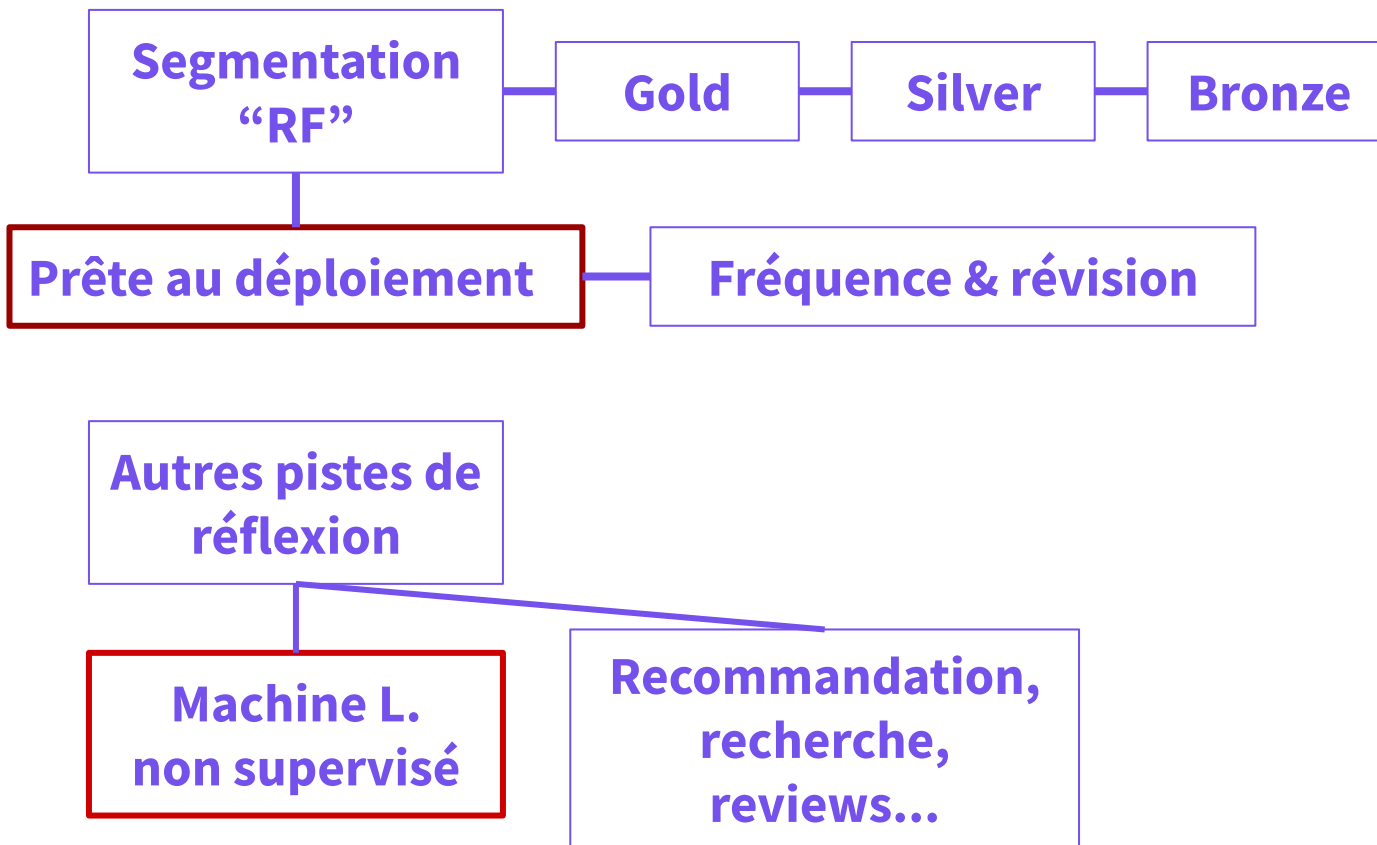 Segmentation
“RF”
Gold
Silver
Bronze
Prête au déploiement
Fréquence & révision
Autres pistes de
réflexion
Machine L.
non supervisé
Recommandation,
recherche,
reviews...